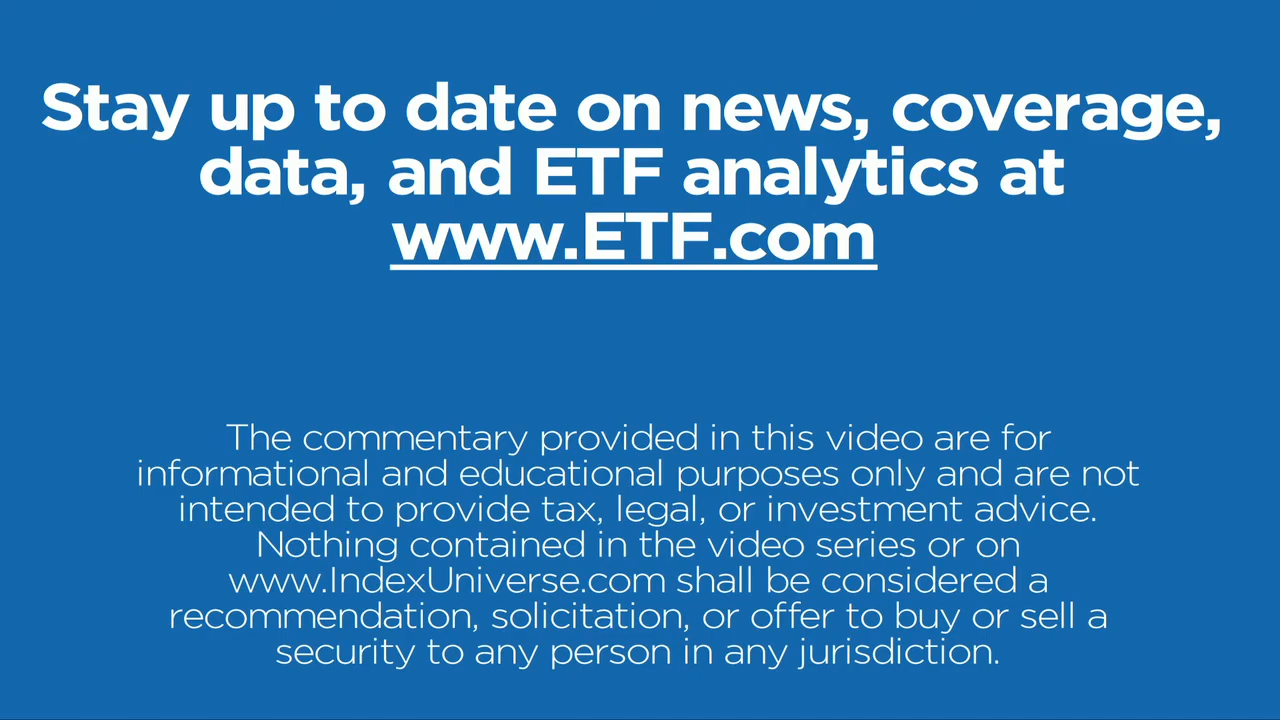 Stay up to date on news, coverage,
data, and ETF analytics at
www.ETF.com
The commentary provided in this video are for
informational and educational purposes only and are not
intended to provide tax, legal, or investment advice.
Nothing contained in the video series or on
www.IndexUniverse.com shall be considered a
recommendation, solicitation, or offer to buy or sell a
security to any person in any jurisdiction.